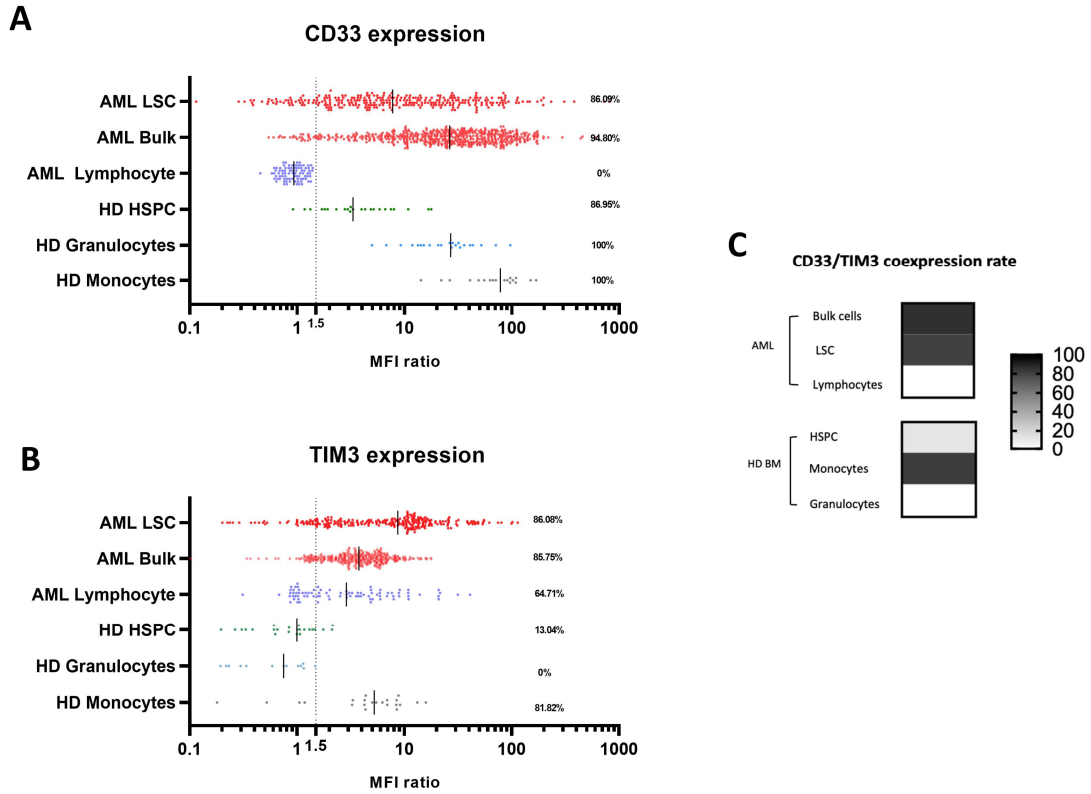 A
CD33 expression
AML LSC
86.09%
AML Bulk
94.80%
AML Lymphocyte
0%
HD HSPC
86.95%
HD Granulocytes
100%
HD Monocytes
100%
0.1 1 1.5 10 100 1000
MFI ratio
B
TIM3 expression
AML LSC
86.08%
AML Bulk
85.75%
AML Lymphocyte
64.71%
HD HSPC
13.04%
HD Granulocytes
0%
HD Monocytes
81.82%
0.1 1 1.5 10 100 1000
MFI ratio
C
CD33/TIM3 coexpression rate
AML
Bulk cells
LSC
Lymphocytes
HD BM
HSPC
Monocytes
Granulocytes
100
80
60
40
20
0